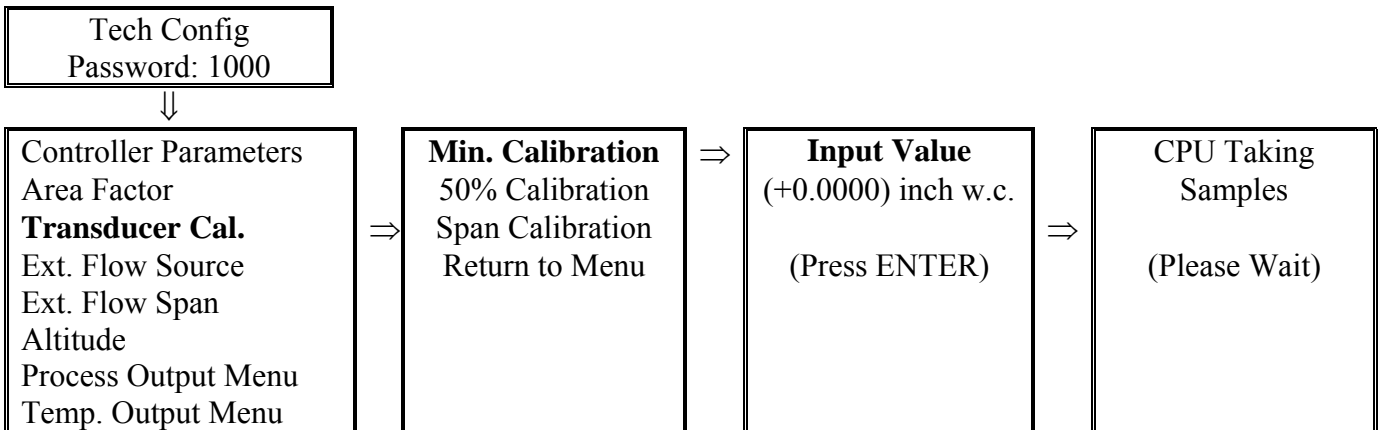 Tech Config
Password: 1000
⇓
Controller Parameters
Area Factor
Transducer Cal.
Ext. Flow Source
Ext. Flow Span
Altitude
Process Output Menu
Temp. Output Menu
⇒
Min. Calibration
50% Calibration
Span Calibration
Return to Menu
⇒
Input Value
(+0.0000) inch w.c.
(Press ENTER)
⇒
CPU Taking
Samples
(Please Wait)